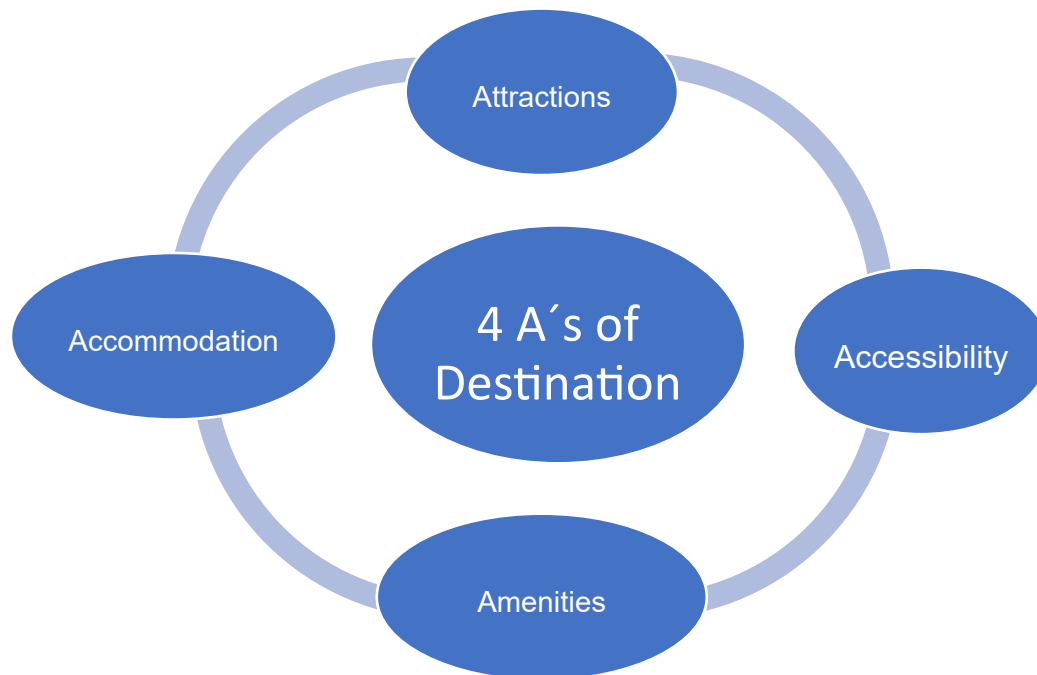 Attractions
Accommodation
4 A´s of
Destination
Accessibility
Amenities